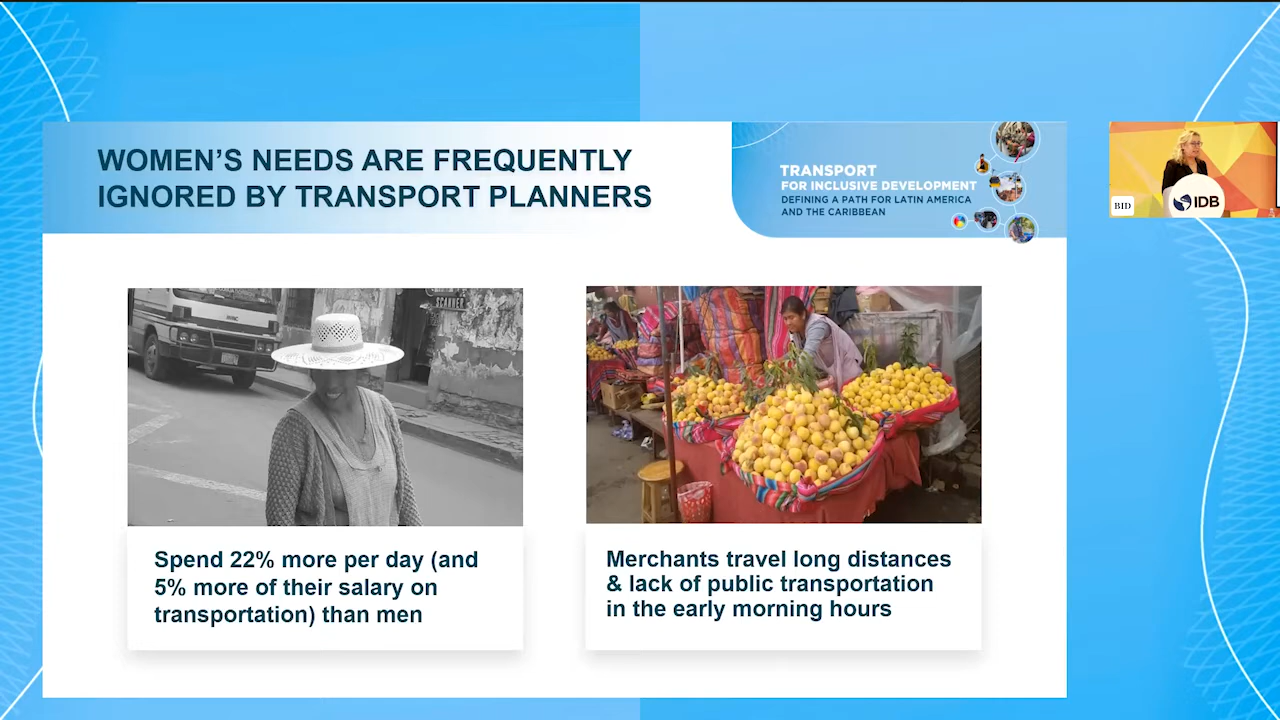 WOMEN'S NEEDS ARE FREQUENTLY
IGNORED BY TRANSPORT PLANNERS
TRANSPORT
FOR INCLUSIVE DEVELOPMENT
DEFINING A PATH FOR LATIN AMERICA
AND THE CARIBBEAN
BID
IDB
SCANNER
Spend 22% more per day (and
5% more of their salary on
transportation) than men
Merchants travel long distances
& lack of public transportation
in the early morning hours